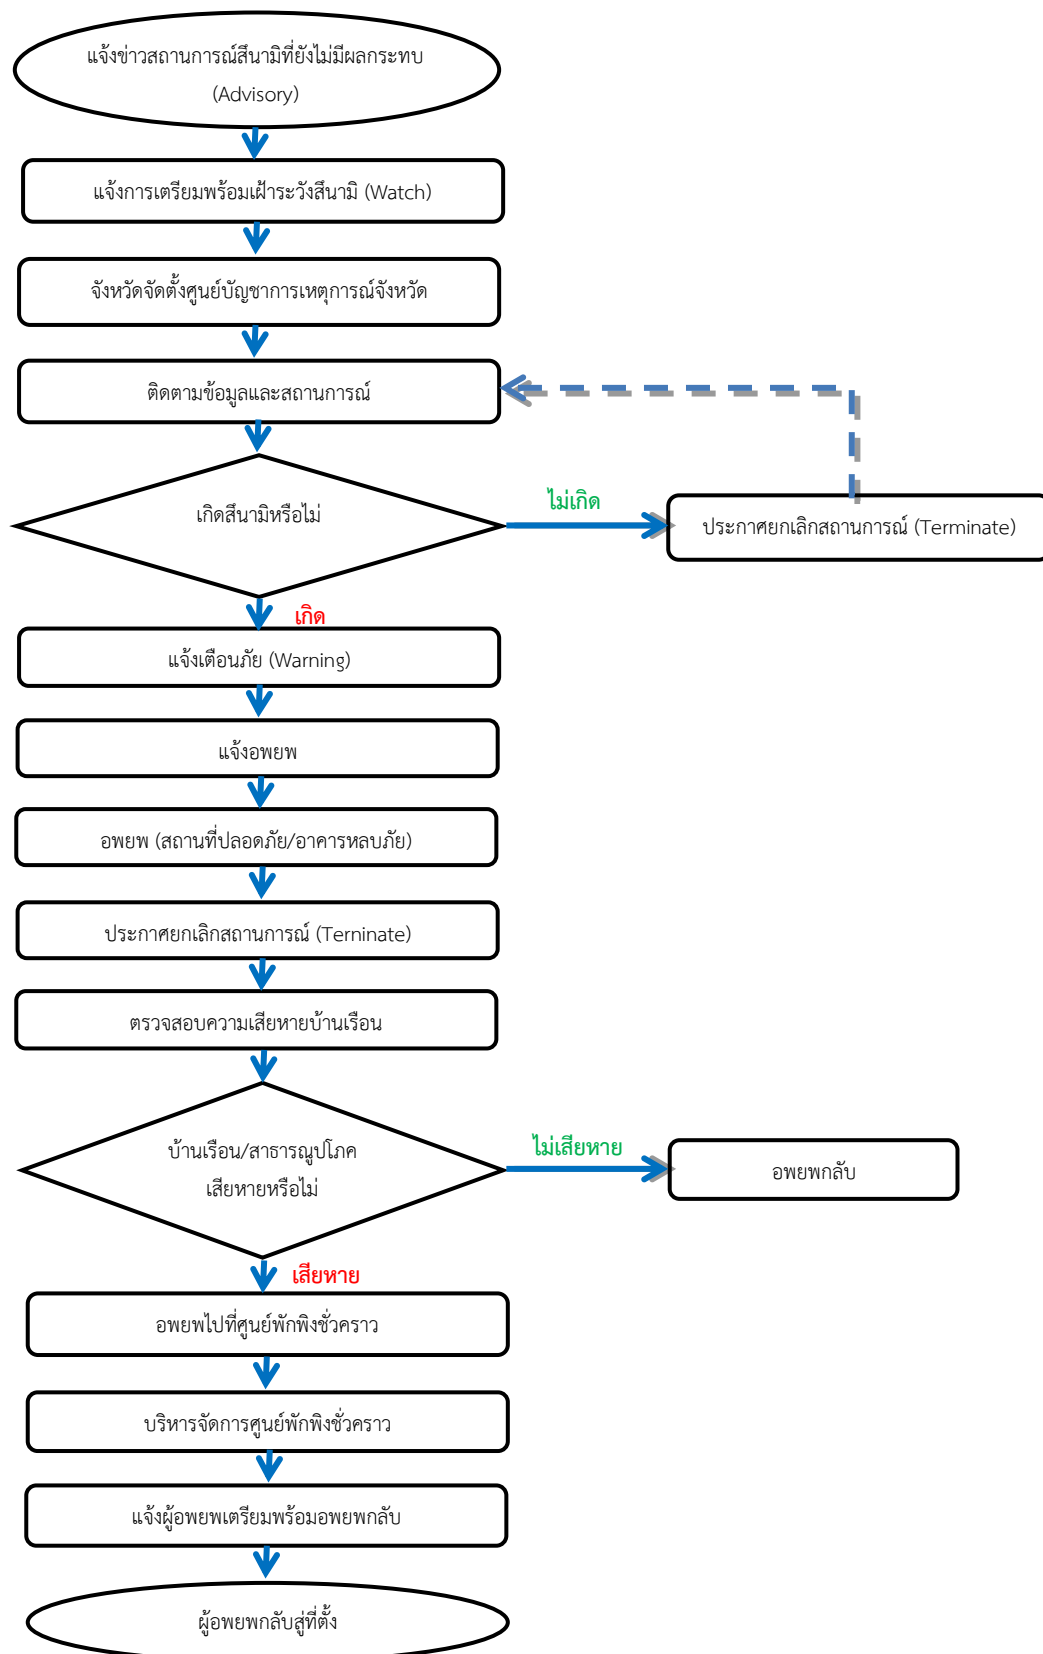 แจ้งข่าวสถานการณ์สึนามิที่ยังไม่มีผลกระทบ
(Advisory)
แจ้งการเตรียมพร้อมเฝ้าระวังสึนามิ (Watch)
จังหวัดจัดตั้งศูนย์บัญชาการเหตุการณ์จังหวัด
ติดตามข้อมูลและสถานการณ์
เกิดสึนามิหรือไม่
ไม่เกิด
ประกาศยกเลิกสถานการณ์ (Terminate)
เกิด
แจ้งเตือนภัย (Warning)
แจ้งอพยพ
อพยพ (สถานที่ปลอดภัย/อาคารหลบภัย)
ประกาศยกเลิกสถานการณ์ (Terninate)
ตรวจสอบความเสียหายบ้านเรือน
บ้านเรือน/สาธารณูปโภค
เสียหายหรือไม่
ไม่เสียหาย
อพยพกลับ
เสียหาย
อพยพไปที่ศูนย์พักพิงชั่วคราว
บริหารจัดการศูนย์พักพิงชั่วคราว
แจ้งผู้อพยพเตรียมพร้อมอพยพกลับ
ผู้อพยพกลับสู่ที่ตั้ง